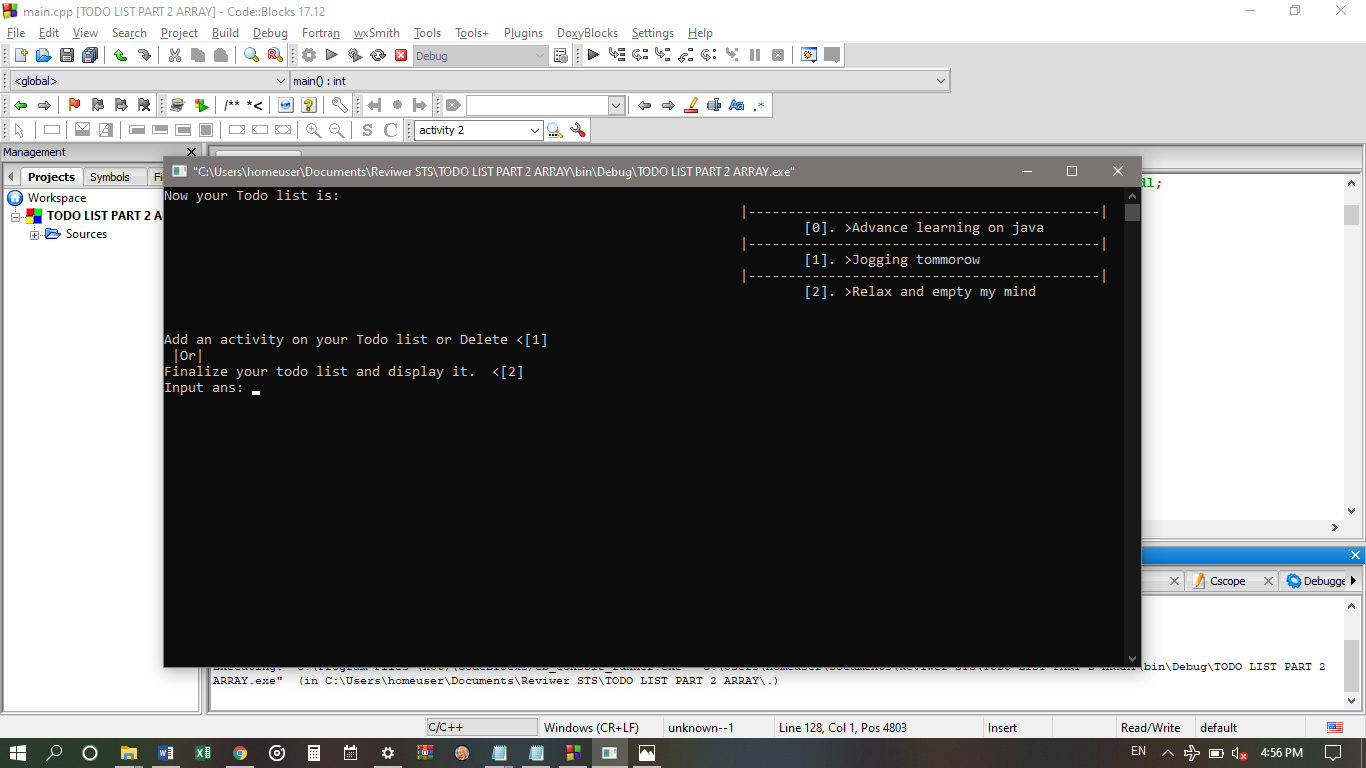 main.cpp [TODO LIST PART 2 ARRAY] - Code::Blocks 17.12
File Edit View Search Project Build Debug Fortran wxSmith Tools Tools+ Plugins DoxyBlocks Settings Help
Debug
<global> main() : int
/** *<
Aa .*
S C activity 2
Management
Projects Symbols
Workspace
TODO LIST PART 2 A
Sources
"C:\Users\homeuser\Documents\Reviwer STS\TODO LIST PART 2 ARRAY\bin\Debug\TODO LIST PART 2 ARRAY.exe"
Now your Todo list is:
|--------------------------------------------|
[0]. >Advance learning on java
|--------------------------------------------|
[1]. >Jogging tommorow
|--------------------------------------------|
[2]. >Relax and empty my mind
Add an activity on your Todo list or Delete <[1]
|Or|
Finalize your todo list and display it. <[2]
Input ans:
Cscope Debugge
bin\Debug\TODO LIST PART 2
ARRAY.exe" (in C:\Users\homeuser\Documents\Reviwer STS\TODO LIST PART 2 ARRAY\.)
C/C++ Windows (CR+LF) unknown--1 Line 128, Col 1, Pos 4803 Insert Read/Write default
EN 4:56 PM